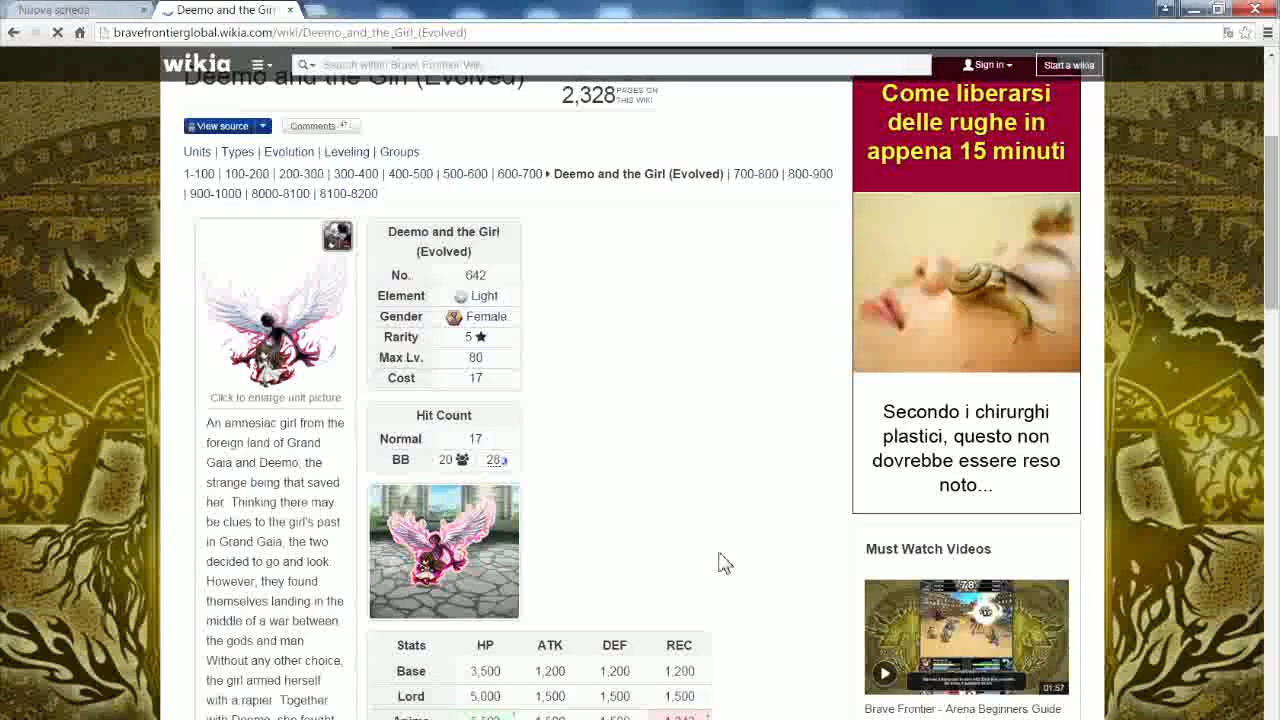 Nuova scheda
Deemo and the Girl
bravefrontierglobal.wikia.com/wiki/Deemo_and_the_Girl_(Evolved)
wikia
Search within Brave Frontier Wiki
Sign in
Start a wikia
Deemo and the Girl (Evolved)
2,328 PAGES ON THIS WIKI
View source
Comments 47
Units | Types | Evolution | Leveling | Groups
1-100 | 100-200 | 200-300 | 300-400 | 400-500 | 500-600 | 600-700 ▸ Deemo and the Girl (Evolved) | 700-800 | 800-900
| 900-1000 | 8000-8100 | 8100-8200
Click to enlarge unit picture
An amnesiac girl from the
foreign land of Grand
Gaia and Deemo, the
strange being that saved
her. Thinking there may
be clues to the girl's past
in Grand Gaia, the two
decided to go and look.
However, they found
themselves landing in the
middle of a war between
the gods and man.
Without any other choice,
the girl armed herself
with a rapier. Together
with Deemo, she fought
Deemo and the Girl
(Evolved)
No. 642
Element Light
Gender Female
Rarity 5 ★
Max Lv. 80
Cost 17
Hit Count
Normal 17
BB 20 28
Stats HP ATK DEF REC
Base 3,500 1,200 1,200 1,200
Lord 5,000 1,500 1,500 1,500
Come liberarsi
delle rughe in
appena 15 minuti
Secondo i chirurghi
plastici, questo non
dovrebbe essere reso
noto...
Must Watch Videos
01:57
Brave Frontier - Arena Beginners Guide